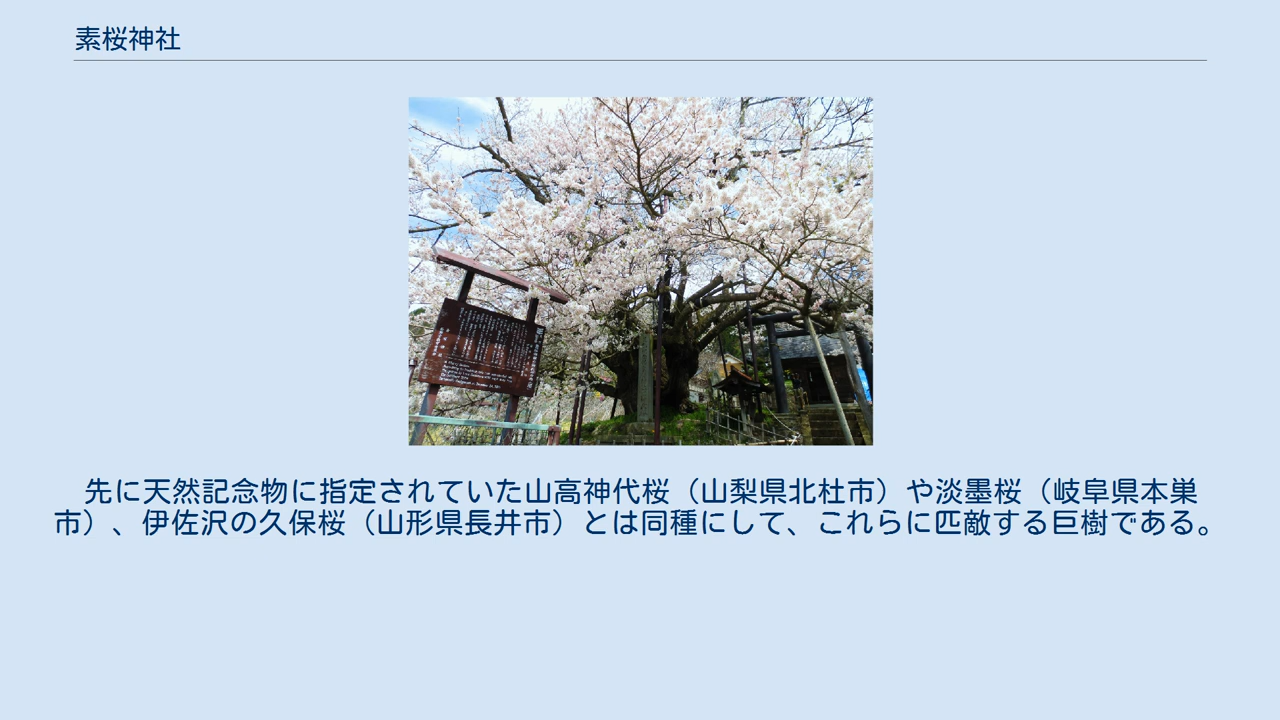 素桜神社
先に天然記念物に指定されていた山高神代桜（山梨県北杜市）や淡墨桜（岐阜県本巣
市）、伊佐沢の久保桜（山形県長井市）とは同種にして、これらに匹敵する巨樹である。